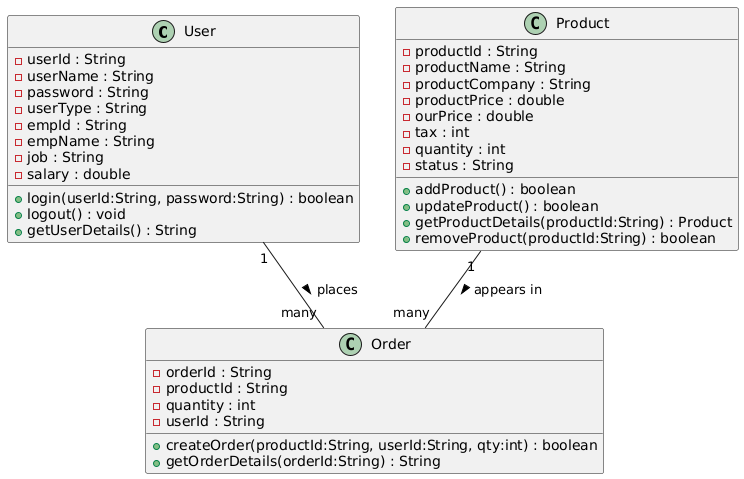 C User
userId : String
userName : String
password : String
userType : String
empId : String
empName : String
job : String
salary : double
login(userId:String, password:String) : boolean
logout() : void
getUserDetails() : String
C Product
productId : String
productName : String
productCompany : String
productPrice : double
ourPrice : double
tax : int
quantity : int
status : String
addProduct() : boolean
updateProduct() : boolean
getProductDetails(productId:String) : Product
removeProduct(productId:String) : boolean
1
places
many
1
appears in
many
C Order
orderId : String
productId : String
quantity : int
userId : String
createOrder(productId:String, userId:String, qty:int) : boolean
getOrderDetails(orderId:String) : String